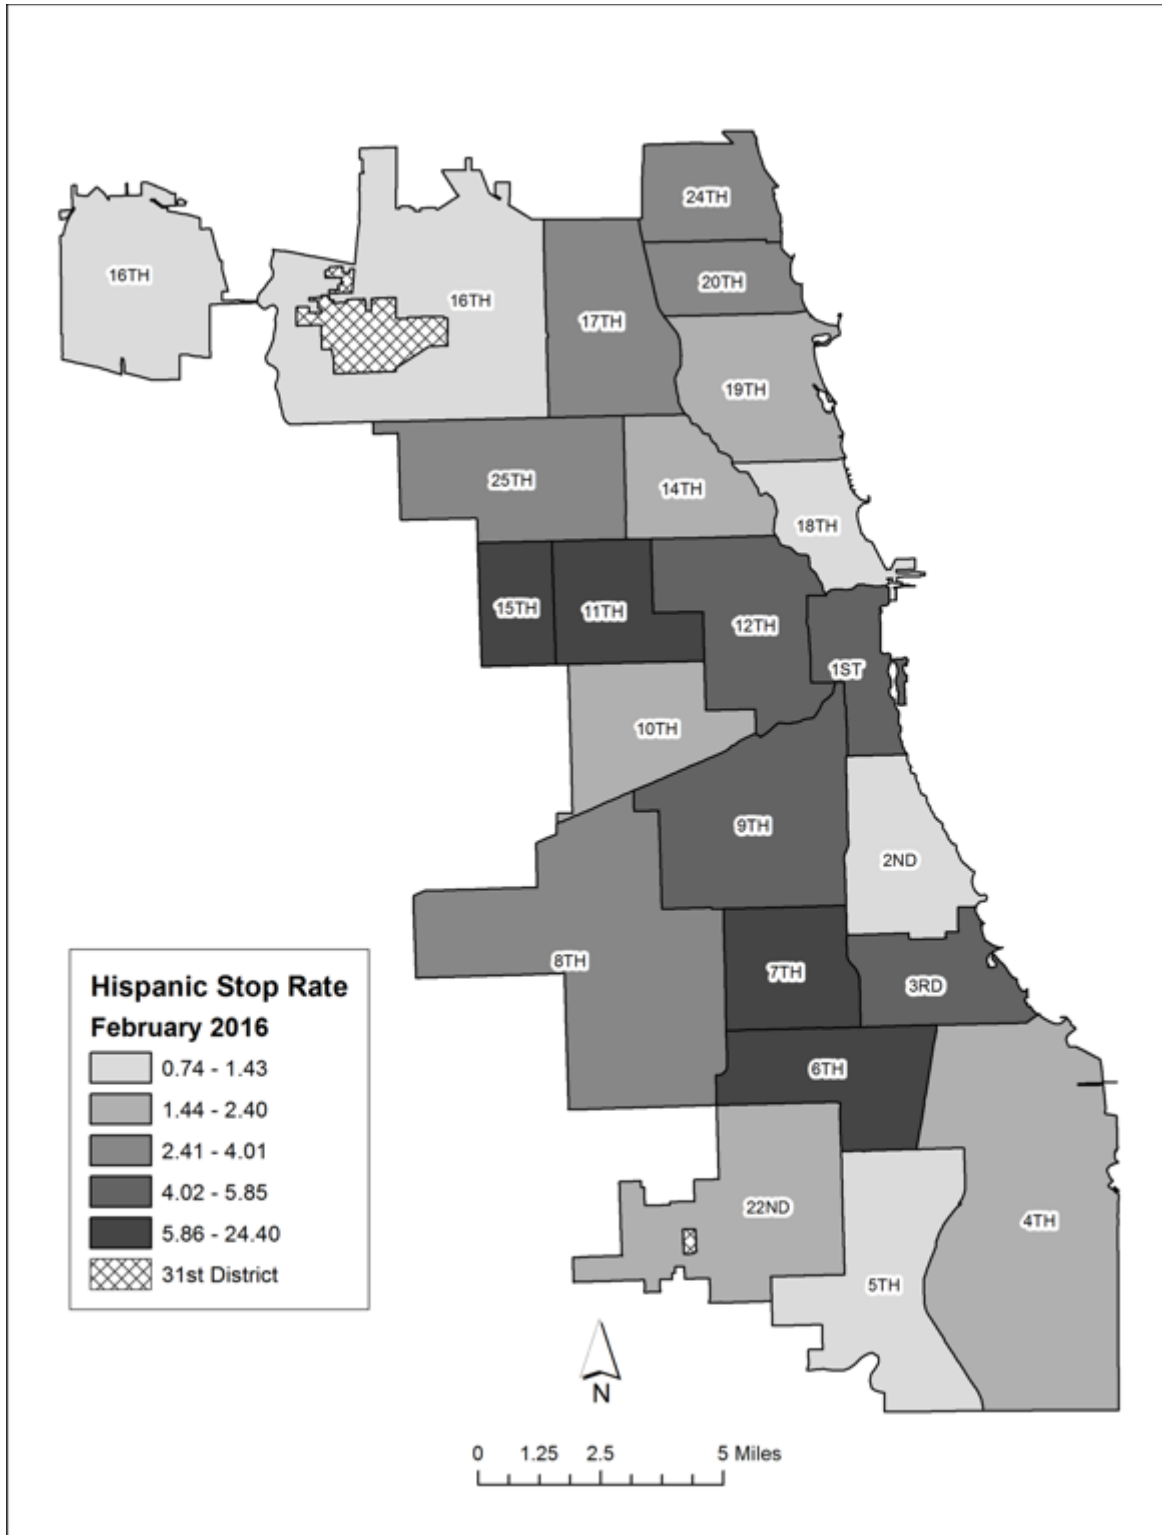 24TH
16TH
20TH
16TH
17TH
19TH
25TH
14TH
18TH
15TH
11TH
12TH
1ST
10TH
9TH
2ND
8TH
7TH
3RD
6TH
22ND
4TH
5TH
Hispanic Stop Rate
February 2016
0.74 - 1.43
1.44 - 2.40
2.41 - 4.01
4.02 - 5.85
5.86 - 24.40
31st District
N
0 1.25 2.5 5 Miles